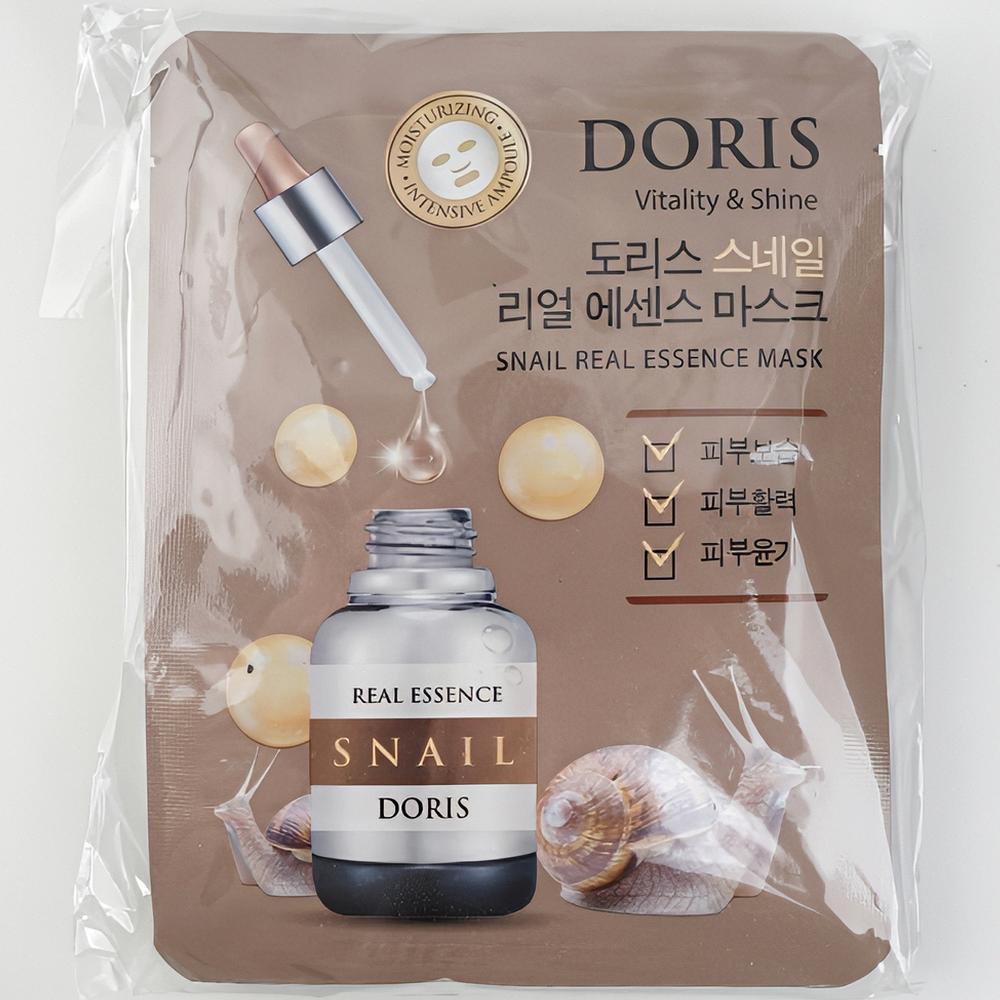 MOISTURIZING • INTENSIVE AMPOULE •
DORIS
Vitality & Shine
도리스 스네일
리얼 에센스 마스크
SNAIL REAL ESSENCE MASK
피부보습
피부활력
피부윤기
REAL ESSENCE
SNAIL
DORIS